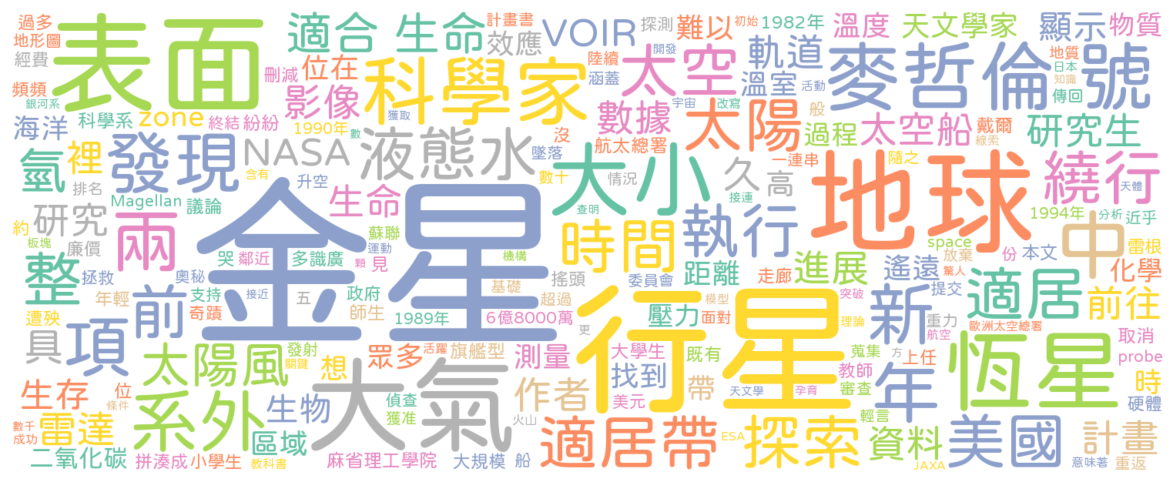 過多
地形圖
經費
表面
適合
生命
計畫書
效應
VOIR
探測
難以
初始
1982年
溫度
天文學家
顯示
物質
頻頻
銀河系
刪減
位在
影像
科學家
陸續
涵蓋
太空
開發
軌道
溫室
活動
麥哲倫
號
地質
日本
知識
傳回
海洋
科學系
zone
終結
紛紛
1990年
數
獲取
數據
宇宙
改寫
太陽
般
過程
太空船
戴爾
線索
研究生
氫
裡
排名
發現
含有
NASA
升空
液態水
墜落
數十
沒
航太總署
情況
大小
查明
接連
久
高
一連串
隨之
地球
繞行
天體
Magellan
議論
生命
約
板塊
研究
廉價
兩
蘇聯
哭
鄰近
金星
多識廣
運動
顆
見
機構
時間
執行
委員會
距離
走廊
進展
遙遠
space
放棄
驚人
份
1994年
分析
近乎
本文
中
雷根
化學
整
拯救
年輕
遭殃
奧秘
支持
接近
奇蹟
項
前
五
政府
師生
1989年
搖頭
基礎
超過
6億8000萬
更
行星
壓力
模型
面對
突破
理論
新
提交
重力
航空
適居
歐洲太空總署
前往
取消
probe
具
太陽風
發射
關鍵
想
眾多
活躍
旗艦型
測量
大學生
找到
既有
教師
審查
蒐集
方
上任
年
恆星
時
硬體
生存
位
條件
系外
生物
偵查
獲准
大氣
作者
火山
美元
帶
天文學
孕育
輕言
數千
成功
雷達
區域
二氧化碳
拼湊成
小學生
教科書
麻省理工學院
大規模
船
適居帶
ESA
探索
資料
JAXA
美國
計畫
意味著
重返